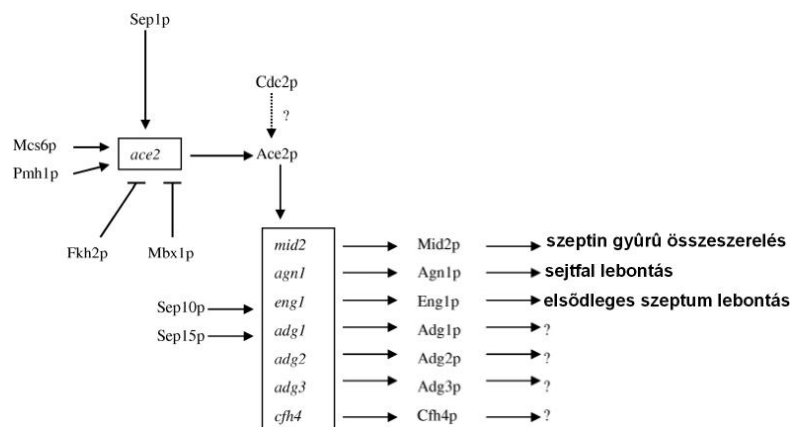 Sep1p
Cdc2p
?
Mcs6p
ace2
Ace2p
Pmh1p
Fkh2p
Mbx1p
mid2 Mid2p szeptin gyûrû összeszerelés
agn1 Agn1p sejtfal lebontás
eng1 Eng1p elsõdleges szeptum lebontás
Sep10p
adg1 Adg1p ?
Sep15p
adg2 Adg2p ?
adg3 Adg3p ?
cfh4 Cfh4p ?